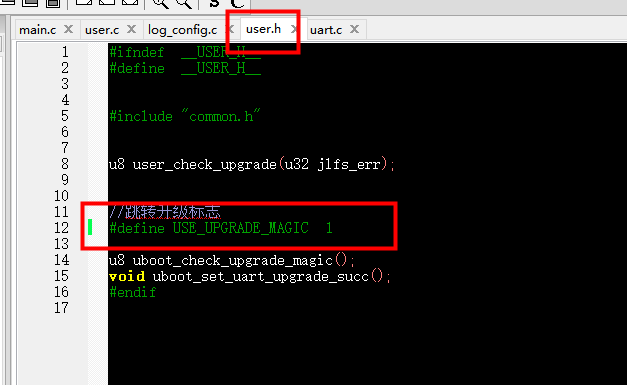 main.c user.c log_config.c user.h uart.c
1 #ifndef __USER_H__
2 #define __USER_H__
3
4
5 #include "common.h"
6
7
8 u8 user_check_upgrade(u32 jlfs_err);
9
10
11 //跳转升级标志
12 #define USE_UPGRADE_MAGIC 1
13
14 u8 uboot_check_upgrade_magic();
15 void uboot_set_uart_upgrade_succ();
16 #endif
17